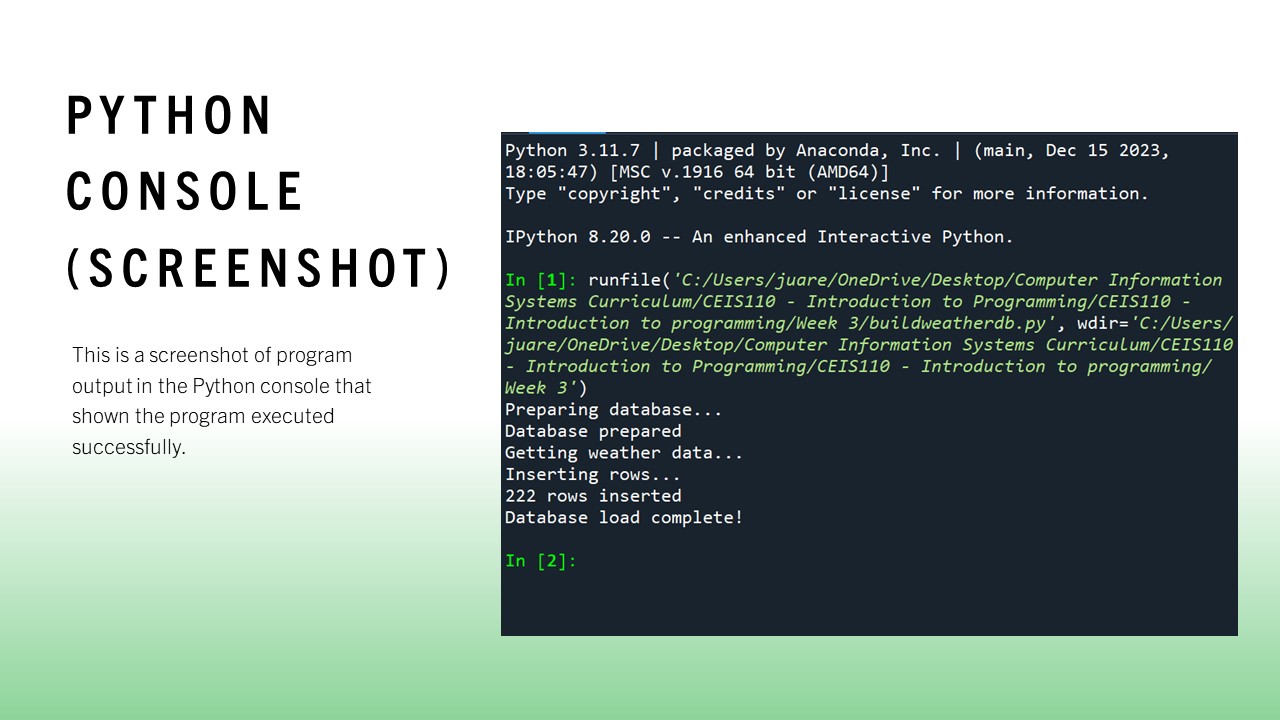 PYTHON
CONSOLE
(SCREENSHOT)
This is a screenshot of program
output in the Python console that
shown the program executed
successfully.
Python 3.11.7 | packaged by Anaconda, Inc. | (main, Dec 15 2023,
18:05:47) [MSC v.1916 64 bit (AMD64)]
Type "copyright", "credits" or "license" for more information.
IPython 8.20.0 -- An enhanced Interactive Python.
In [1]: runfile('C:/Users/juare/OneDrive/Desktop/Computer Information
Systems Curriculum/CEIS110 - Introduction to Programming/CEIS110 -
Introduction to programming/Week 3/buildweatherdb.py', wdir='C:/Users/
juare/OneDrive/Desktop/Computer Information Systems Curriculum/CEIS110
- Introduction to Programming/CEIS110 - Introduction to programming/
Week 3')
Preparing database...
Database prepared
Getting weather data...
Inserting rows...
222 rows inserted
Database load complete!
In [2]: